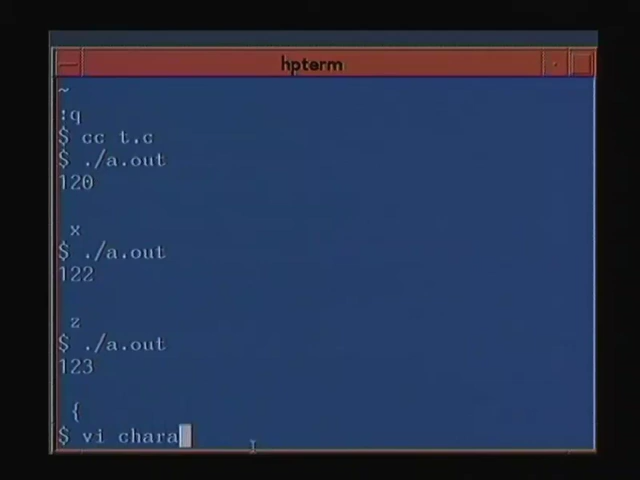 hpterm
~
:q
$ cc t.c
$ ./a.out
120
x
$ ./a.out
122
z
$ ./a.out
123
{
$ vi chara